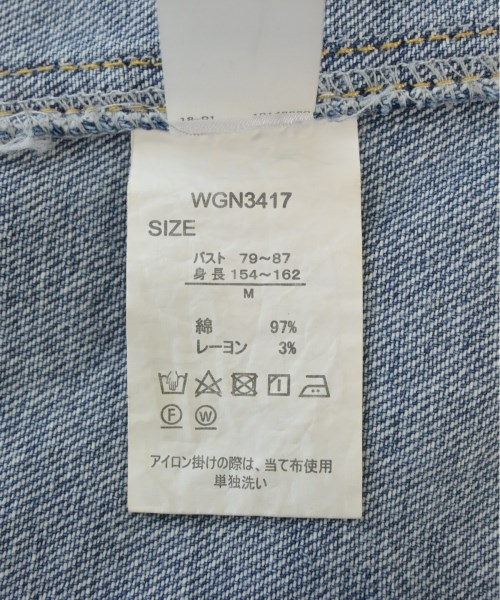 WGN3417
SIZE
バスト 79～87
身長 154～162
M
綿 97%
レーヨン 3%
F W
アイロン掛けの際は、当て布使用
単独洗い